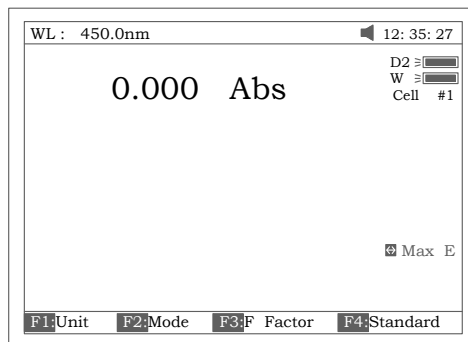 WL : 450.0nm 12: 35: 27
D2
W
0.000 Abs
Cell #1
Max E
F1:Unit F2:Mode F3:F Factor F4:Standard